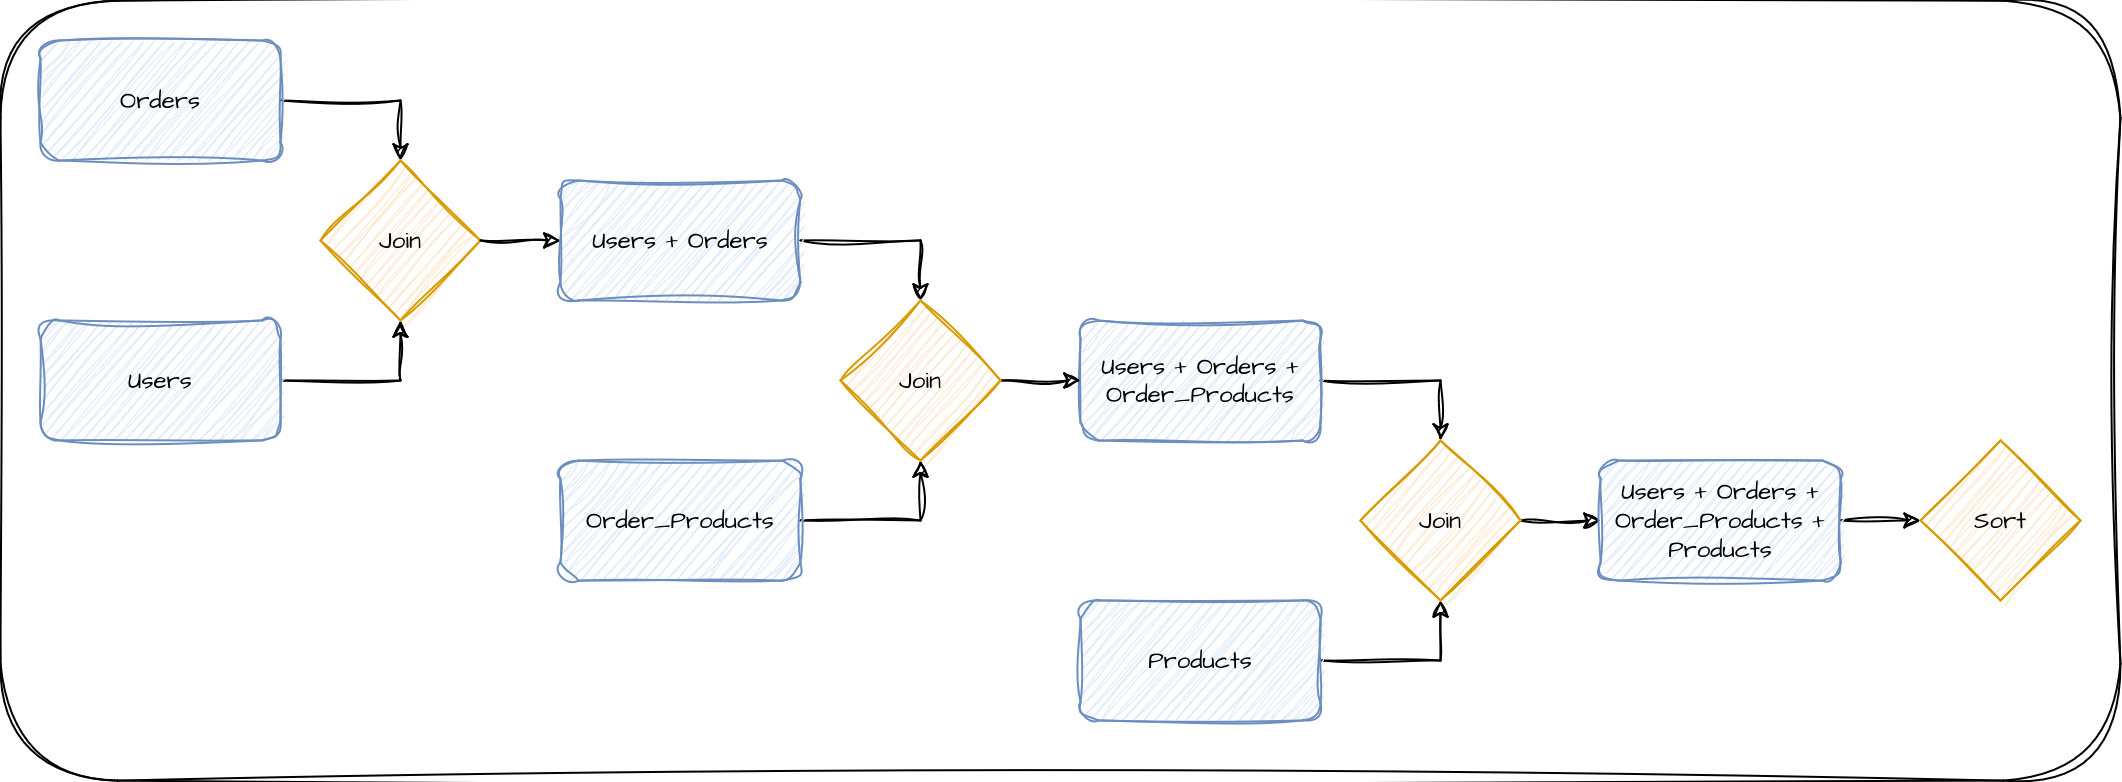 Orders
Join
Users + Orders
Users
Join
Users + Orders +
Order_Products
Order_Products
Join
Users + Orders +
Order_Products +
Products
Sort
Products